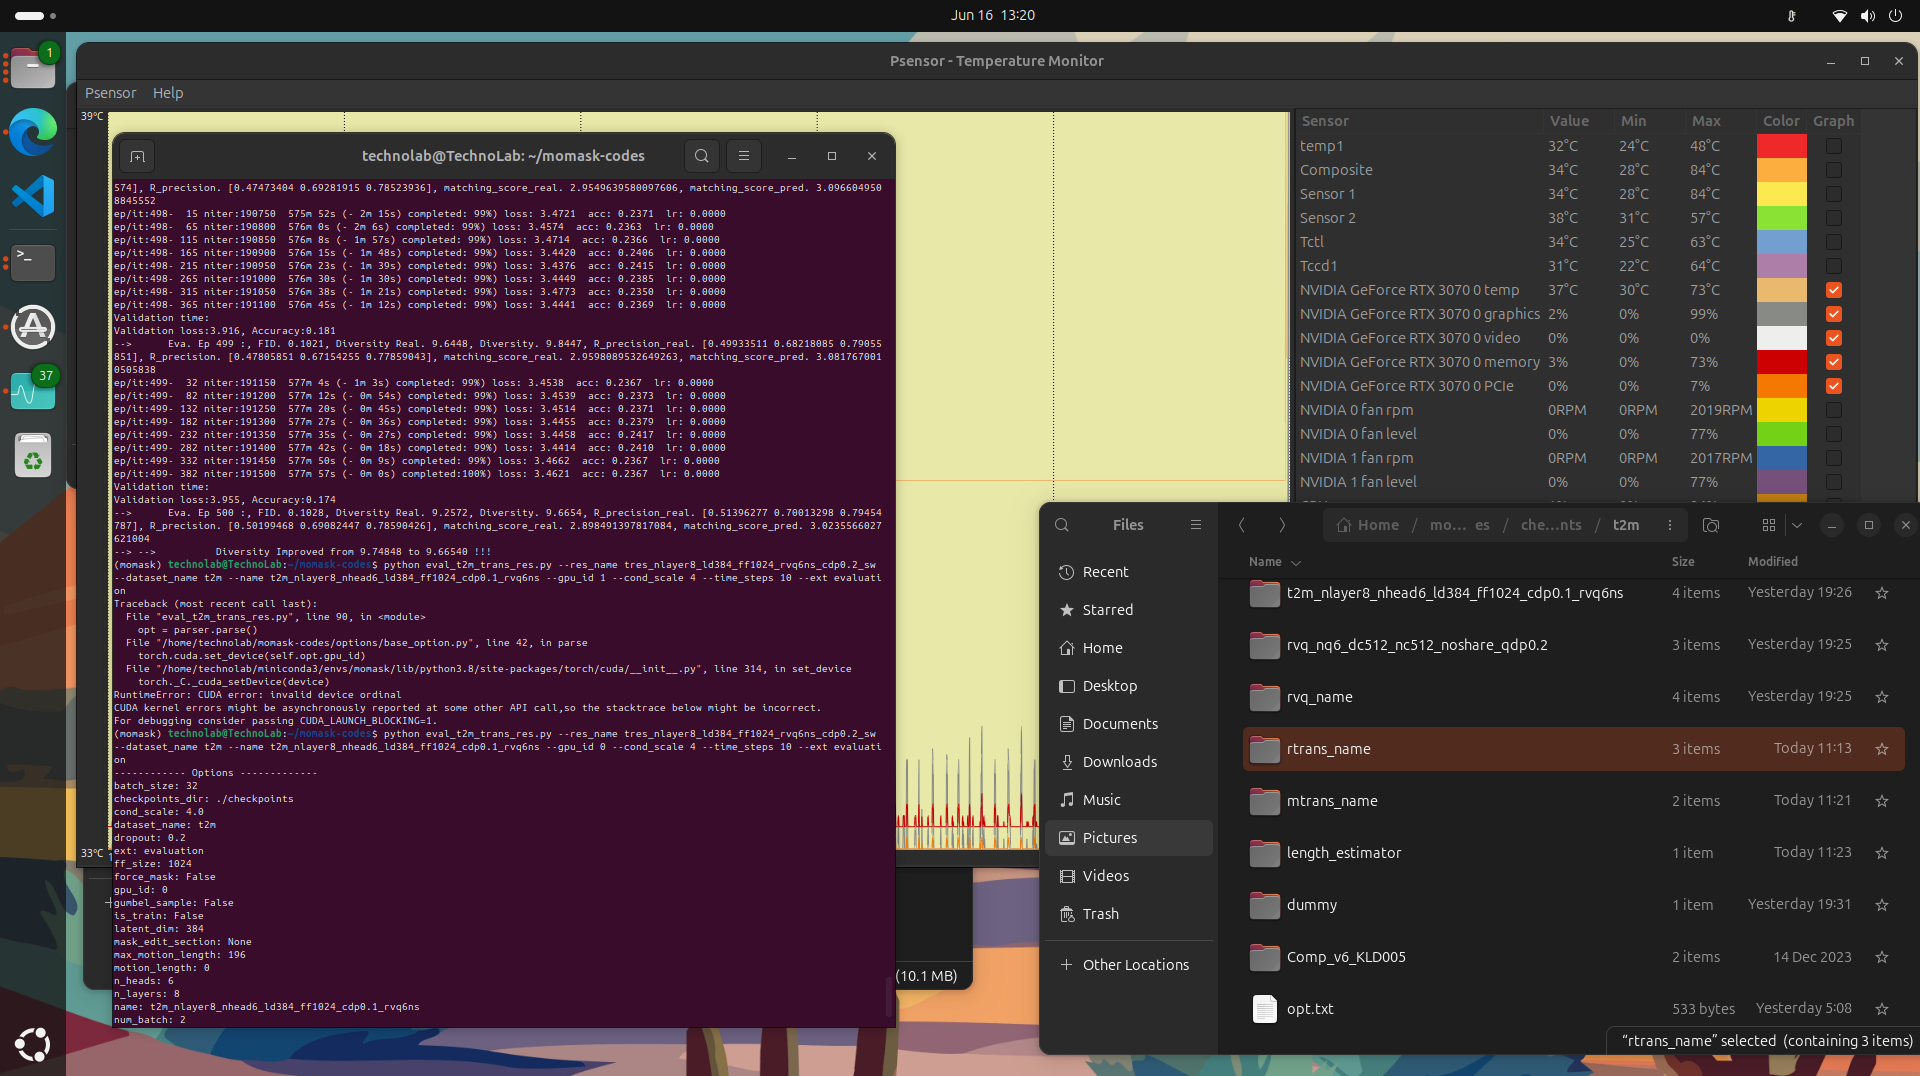 Jun 16 13:20
1
37
Psensor - Temperature Monitor
Psensor Help
39°C
33°C
Sensor Value Min Max Color Graph
temp1 32°C 24°C 48°C
Composite 34°C 28°C 84°C
Sensor 1 34°C 28°C 84°C
Sensor 2 38°C 31°C 57°C
Tctl 34°C 25°C 63°C
Tccd1 31°C 22°C 64°C
NVIDIA GeForce RTX 3070 0 temp 37°C 30°C 73°C
NVIDIA GeForce RTX 3070 0 graphics 2% 0% 99%
NVIDIA GeForce RTX 3070 0 video 0% 0% 0%
NVIDIA GeForce RTX 3070 0 memory 3% 0% 73%
NVIDIA GeForce RTX 3070 0 PCIe 0% 0% 7%
NVIDIA 0 fan rpm 0RPM 0RPM 2019RPM
NVIDIA 0 fan level 0% 0% 77%
NVIDIA 1 fan rpm 0RPM 0RPM 2017RPM
NVIDIA 1 fan level 0% 0% 77%
technolab@TechnoLab: ~/momask-codes
574], R_precision. [0.47473404 0.69281915 0.78523936], matching_score_real. 2.9549639580097606, matching_score_pred. 3.096604950
8845552
ep/it:498-  15 niter:190750  575m 52s (- 2m 15s) completed: 99%) loss: 3.4721  acc: 0.2371  lr: 0.0000
ep/it:498-  65 niter:190800  576m 0s (- 2m 6s) completed: 99%) loss: 3.4574  acc: 0.2363  lr: 0.0000
ep/it:498- 115 niter:190850  576m 8s (- 1m 57s) completed: 99%) loss: 3.4714  acc: 0.2366  lr: 0.0000
ep/it:498- 165 niter:190900  576m 15s (- 1m 48s) completed: 99%) loss: 3.4420  acc: 0.2406  lr: 0.0000
ep/it:498- 215 niter:190950  576m 23s (- 1m 39s) completed: 99%) loss: 3.4376  acc: 0.2415  lr: 0.0000
ep/it:498- 265 niter:191000  576m 30s (- 1m 30s) completed: 99%) loss: 3.4449  acc: 0.2385  lr: 0.0000
ep/it:498- 315 niter:191050  576m 38s (- 1m 21s) completed: 99%) loss: 3.4773  acc: 0.2350  lr: 0.0000
ep/it:498- 365 niter:191100  576m 45s (- 1m 12s) completed: 99%) loss: 3.4441  acc: 0.2369  lr: 0.0000
Validation time:
Validation loss:3.916, Accuracy:0.181
-->      Eva. Ep 499 :, FID. 0.1021, Diversity Real. 9.6448, Diversity. 9.8447, R_precision_real. [0.49933511 0.68218085 0.79055
851], R_precision. [0.47805851 0.67154255 0.77859043], matching_score_real. 2.9598089532649263, matching_score_pred. 3.081767001
0505838
ep/it:499-  32 niter:191150  577m 4s (- 1m 3s) completed: 99%) loss: 3.4538  acc: 0.2367  lr: 0.0000
ep/it:499-  82 niter:191200  577m 12s (- 0m 54s) completed: 99%) loss: 3.4539  acc: 0.2373  lr: 0.0000
ep/it:499- 132 niter:191250  577m 20s (- 0m 45s) completed: 99%) loss: 3.4514  acc: 0.2371  lr: 0.0000
ep/it:499- 182 niter:191300  577m 27s (- 0m 36s) completed: 99%) loss: 3.4455  acc: 0.2379  lr: 0.0000
ep/it:499- 232 niter:191350  577m 35s (- 0m 27s) completed: 99%) loss: 3.4458  acc: 0.2417  lr: 0.0000
ep/it:499- 282 niter:191400  577m 42s (- 0m 18s) completed: 99%) loss: 3.4414  acc: 0.2410  lr: 0.0000
ep/it:499- 332 niter:191450  577m 50s (- 0m 9s) completed: 99%) loss: 3.4662  acc: 0.2367  lr: 0.0000
ep/it:499- 382 niter:191500  577m 57s (- 0m 0s) completed:100%) loss: 3.4621  acc: 0.2367  lr: 0.0000
Validation time:
Validation loss:3.955, Accuracy:0.174
-->      Eva. Ep 500 :, FID. 0.1028, Diversity Real. 9.2572, Diversity. 9.6654, R_precision_real. [0.51396277 0.70013298 0.79454
787], R_precision. [0.50199468 0.69082447 0.78590426], matching_score_real. 2.898491397817084, matching_score_pred. 3.0235566027
621004
--> -->          Diversity Improved from 9.74848 to 9.66540 !!!
(momask) technolab@TechnoLab:~/momask-codes$ python eval_t2m_trans_res.py --res_name tres_nlayer8_ld384_ff1024_rvq6ns_cdp0.2_sw
--dataset_name t2m --name t2m_nlayer8_nhead6_ld384_ff1024_cdp0.1_rvq6ns --gpu_id 1 --cond_scale 4 --time_steps 10 --ext evaluati
on
Traceback (most recent call last):
File "eval_t2m_trans_res.py", line 90, in <module>
opt = parser.parse()
File "/home/technolab/momask-codes/options/base_option.py", line 42, in parse
torch.cuda.set_device(self.opt.gpu_id)
File "/home/technolab/miniconda3/envs/momask/lib/python3.8/site-packages/torch/cuda/__init__.py", line 314, in set_device
torch._C._cuda_setDevice(device)
RuntimeError: CUDA error: invalid device ordinal
CUDA kernel errors might be asynchronously reported at some other API call,so the stacktrace below might be incorrect.
For debugging consider passing CUDA_LAUNCH_BLOCKING=1.
(momask) technolab@TechnoLab:~/momask-codes$ python eval_t2m_trans_res.py --res_name tres_nlayer8_ld384_ff1024_rvq6ns_cdp0.2_sw
--dataset_name t2m --name t2m_nlayer8_nhead6_ld384_ff1024_cdp0.1_rvq6ns --gpu_id 0 --cond_scale 4 --time_steps 10 --ext evaluati
on
------------ Options -------------
batch_size: 32
checkpoints_dir: ./checkpoints
cond_scale: 4.0
dataset_name: t2m
dropout: 0.2
ext: evaluation
ff_size: 1024
force_mask: False
gpu_id: 0
gumbel_sample: False
is_train: False
latent_dim: 384
mask_edit_section: None
max_motion_length: 196
motion_length: 0
n_heads: 6
n_layers: 8
name: t2m_nlayer8_nhead6_ld384_ff1024_cdp0.1_rvq6ns
num_batch: 2
(10.1 MB)
Files
Recent
Starred
Home
Desktop
Documents
Downloads
Music
Pictures
Videos
Trash
Other Locations
Home / mo... es / che...nts / t2m
Name Size Modified
t2m_nlayer8_nhead6_ld384_ff1024_cdp0.1_rvq6ns 4 items Yesterday 19:26
rvq_nq6_dc512_nc512_noshare_qdp0.2 3 items Yesterday 19:25
rvq_name 4 items Yesterday 19:25
rtrans_name 3 items Today 11:13
mtrans_name 2 items Today 11:21
length_estimator 1 item Today 11:23
dummy 1 item Yesterday 19:31
Comp_v6_KLD005 2 items 14 Dec 2023
opt.txt 533 bytes Yesterday 5:08
“rtrans_name” selected (containing 3 items)